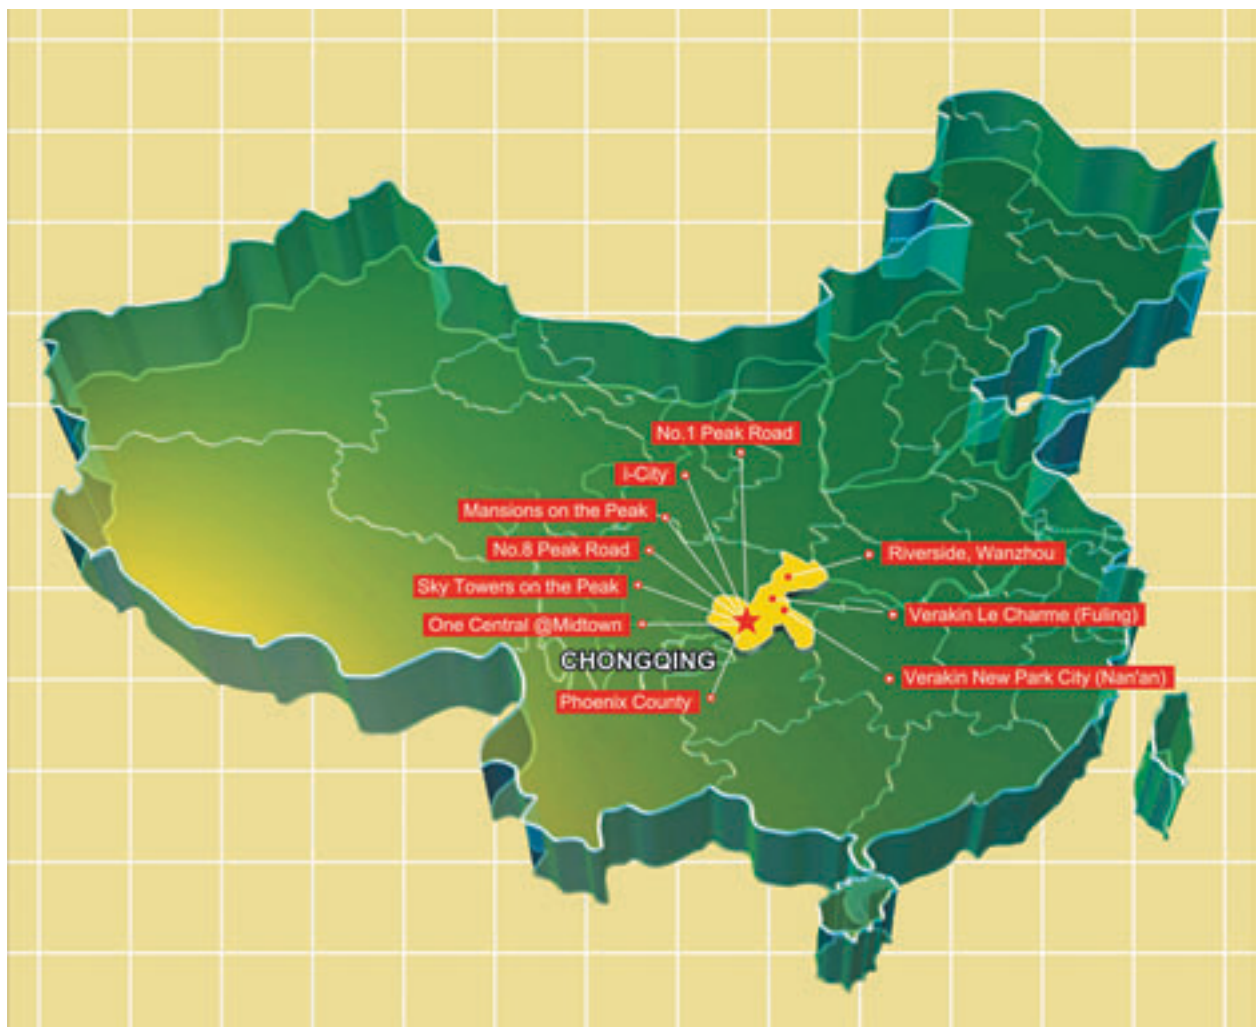 No.1 Peak Road
i-City
Mansions on the Peak
No.8 Peak Road
Riverside, Wanzhou
Sky Towers on the Peak
Verakin Le Charme (Fuling)
One Central @Midtown
CHONGQING
Verakin New Park City (Nan'an)
Phoenix County